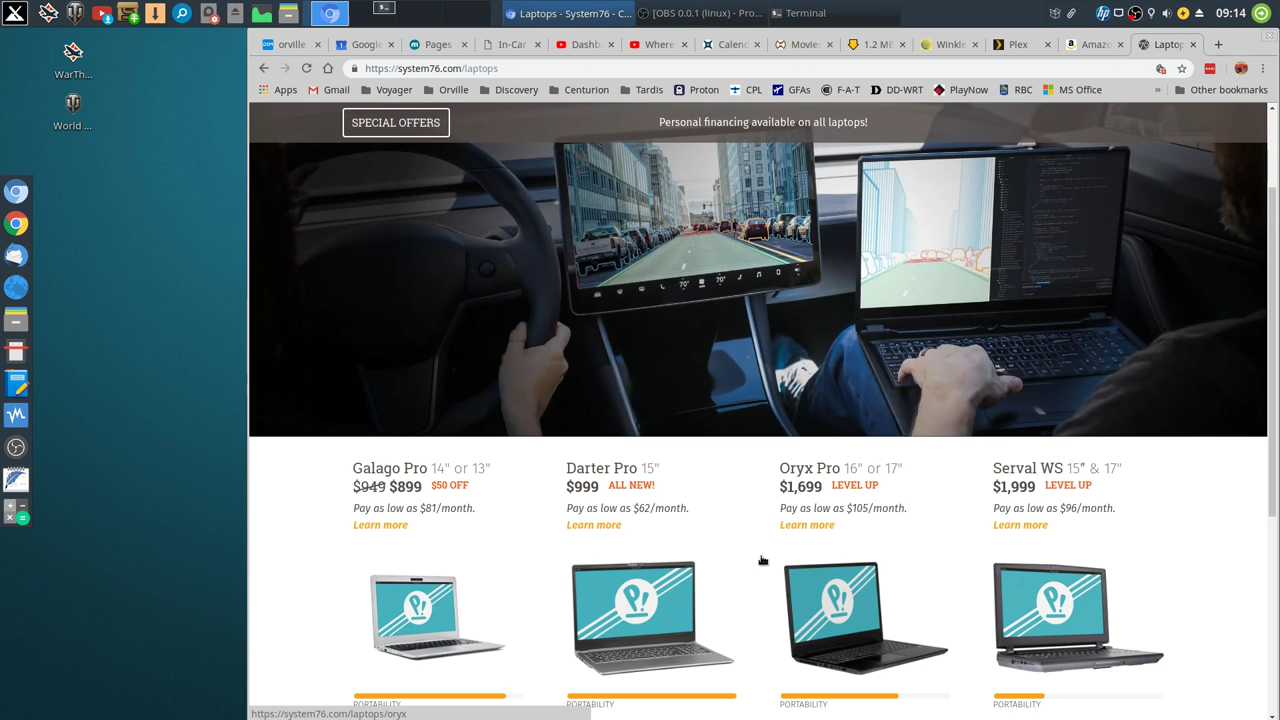 Laptops - System76 - C...
[OBS 0.0.1 (linux) - Pro...
Terminal
09:14
orville
Google
Pages
In-Car
Dashb
Where
Calend
Movies
1.2 ME
Winkle
Plex
Amazo
Laptop
https://system76.com/laptops
Apps
Gmail
Voyager
Orville
Discovery
Centurion
Tardis
Proton
CPL
GFAs
F-A-T
DD-WRT
PlayNow
RBC
MS Office
»
Other bookmarks
WarTh...
World ...
SPECIAL OFFERS
Personal financing available on all laptops!
Galago Pro 14" or 13"
$949 $899 $50 OFF
Pay as low as $81/month.
Learn more
Darter Pro 15"
$999 ALL NEW!
Pay as low as $62/month.
Learn more
Oryx Pro 16" or 17"
$1,699 LEVEL UP
Pay as low as $105/month.
Learn more
Serval WS 15” & 17"
$1,999 LEVEL UP
Pay as low as $96/month.
Learn more
P!
P!
P!
P!
PORTABILITY
PORTABILITY
PORTABILITY
PORTABILITY
https://system76.com/laptops/oryx